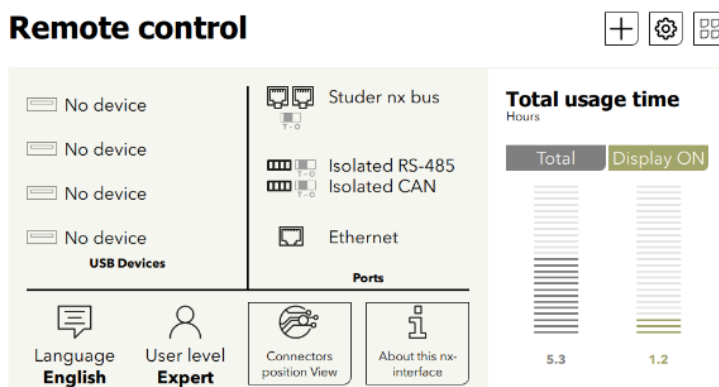 Remote control
No device
No device
No device
No device
USB Devices
Studer nx bus
T - O
Isolated RS-485
T - O
Isolated CAN
T - O
Ethernet
Ports
Language
English
User level
Expert
Connectors
position View
About this nx-
interface
Total usage time
Hours
Total
Display ON
5.3
1.2